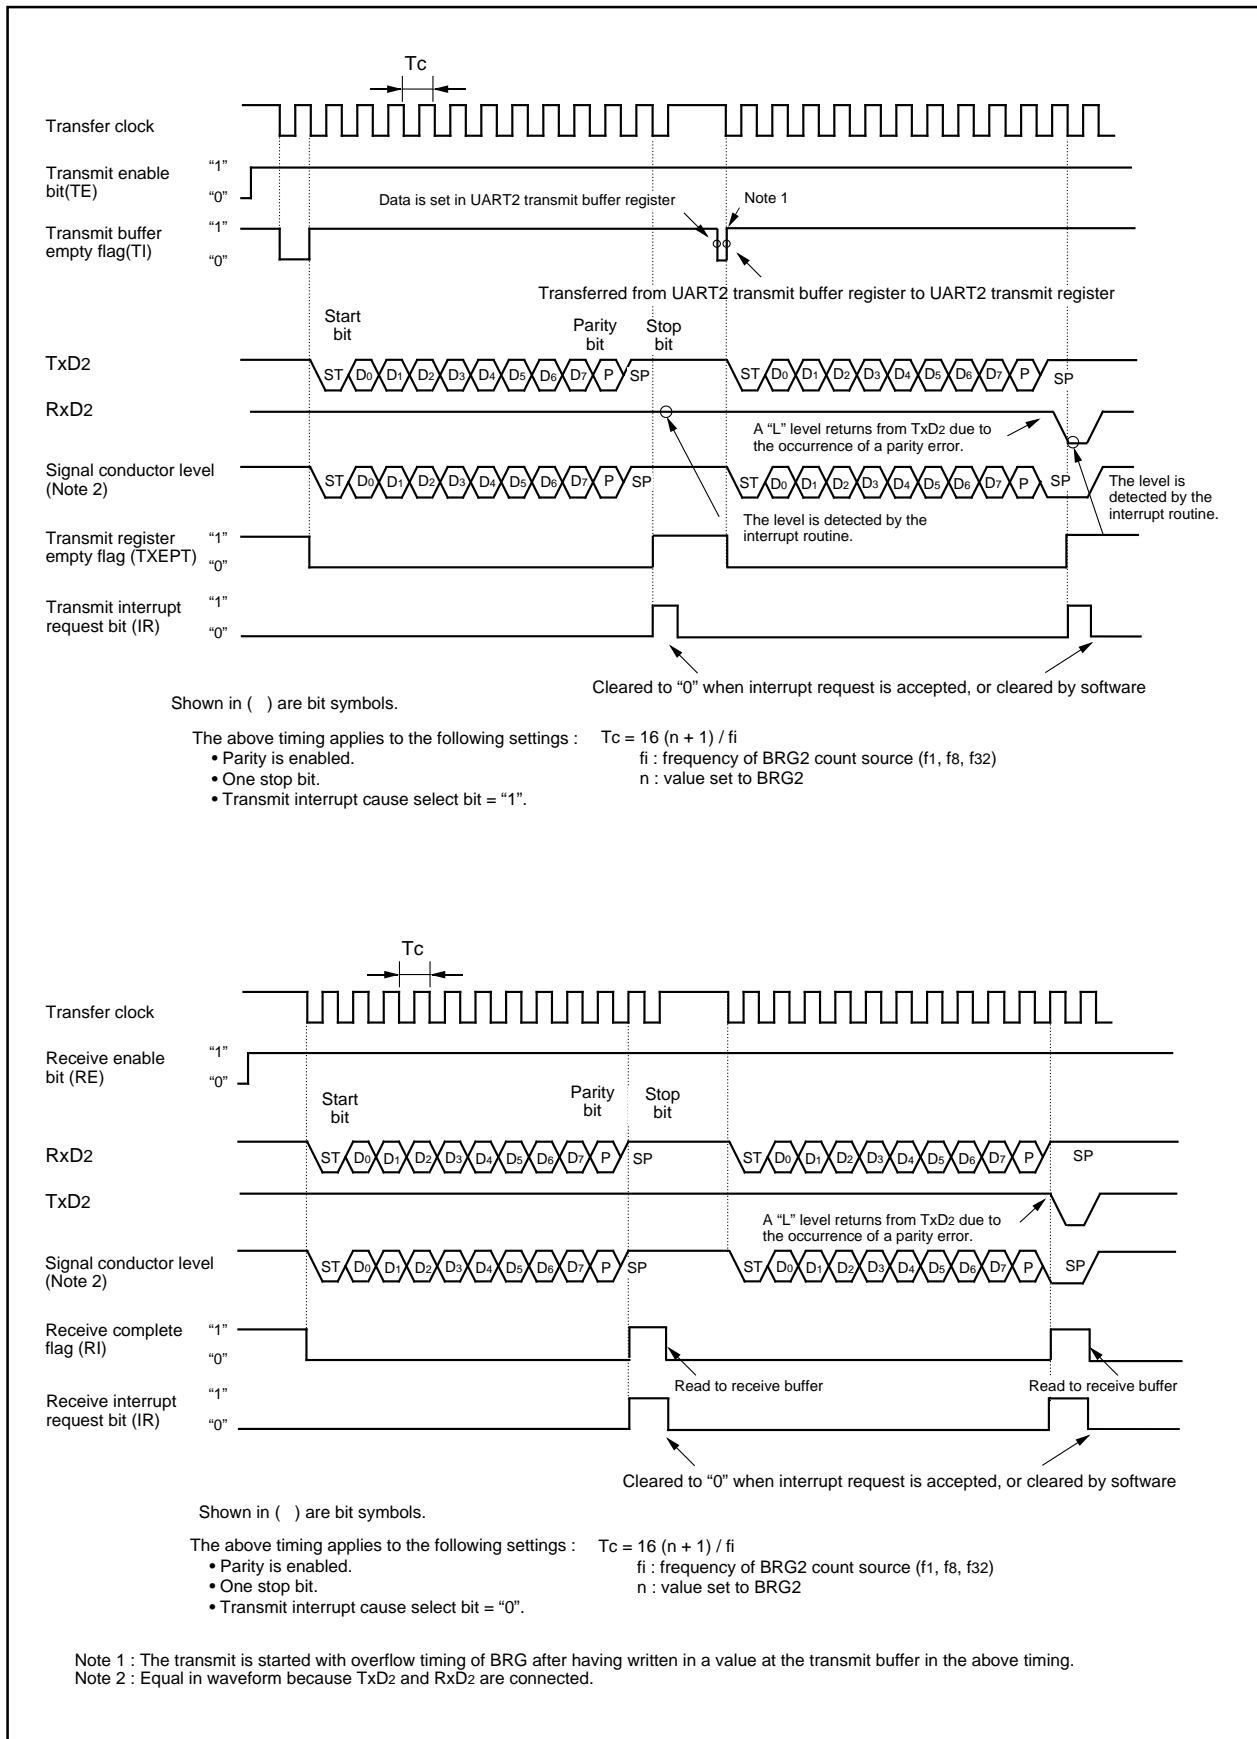 Tc
Transfer clock
Transmit enable
bit(TE)
“1”
“0”
Data is set in UART2 transmit buffer register
Note 1
Transmit buffer
empty flag(TI)
“1”
“0”
Transferred from UART2 transmit buffer register to UART2 transmit register
Start
bit
Parity
bit
Stop
bit
TxD2
ST D0 D1 D2 D3 D4 D5 D6 D7 P SP
ST D0 D1 D2 D3 D4 D5 D6 D7 P SP
RxD2
A “L” level returns from TxD2 due to
the occurrence of a parity error.
Signal conductor level
(Note 2)
ST D0 D1 D2 D3 D4 D5 D6 D7 P SP
ST D0 D1 D2 D3 D4 D5 D6 D7 P SP
The level is
detected by the
interrupt routine.
The level is detected by the
interrupt routine.
Transmit register
empty flag (TXEPT)
“1”
“0”
Transmit interrupt
request bit (IR)
“1”
“0”
Cleared to “0” when interrupt request is accepted, or cleared by software
Shown in ( ) are bit symbols.
The above timing applies to the following settings :
• Parity is enabled.
• One stop bit.
• Transmit interrupt cause select bit = “1”.
Tc = 16 (n + 1) / fi
fi : frequency of BRG2 count source (f1, f8, f32)
n : value set to BRG2
Tc
Transfer clock
Receive enable
bit (RE)
“1”
“0”
Start
bit
Parity
bit
Stop
bit
RxD2
ST D0 D1 D2 D3 D4 D5 D6 D7 P SP
ST D0 D1 D2 D3 D4 D5 D6 D7 P SP
TxD2
A “L” level returns from TxD2 due to
the occurrence of a parity error.
Signal conductor level
(Note 2)
ST D0 D1 D2 D3 D4 D5 D6 D7 P SP
ST D0 D1 D2 D3 D4 D5 D6 D7 P SP
Receive complete
flag (RI)
“1”
“0”
Read to receive buffer
Read to receive buffer
Receive interrupt
request bit (IR)
“1”
“0”
Cleared to “0” when interrupt request is accepted, or cleared by software
Shown in ( ) are bit symbols.
The above timing applies to the following settings :
• Parity is enabled.
• One stop bit.
• Transmit interrupt cause select bit = “0”.
Tc = 16 (n + 1) / fi
fi : frequency of BRG2 count source (f1, f8, f32)
n : value set to BRG2
Note 1 : The transmit is started with overflow timing of BRG after having written in a value at the transmit buffer in the above timing.
Note 2 : Equal in waveform because TxD2 and RxD2 are connected.